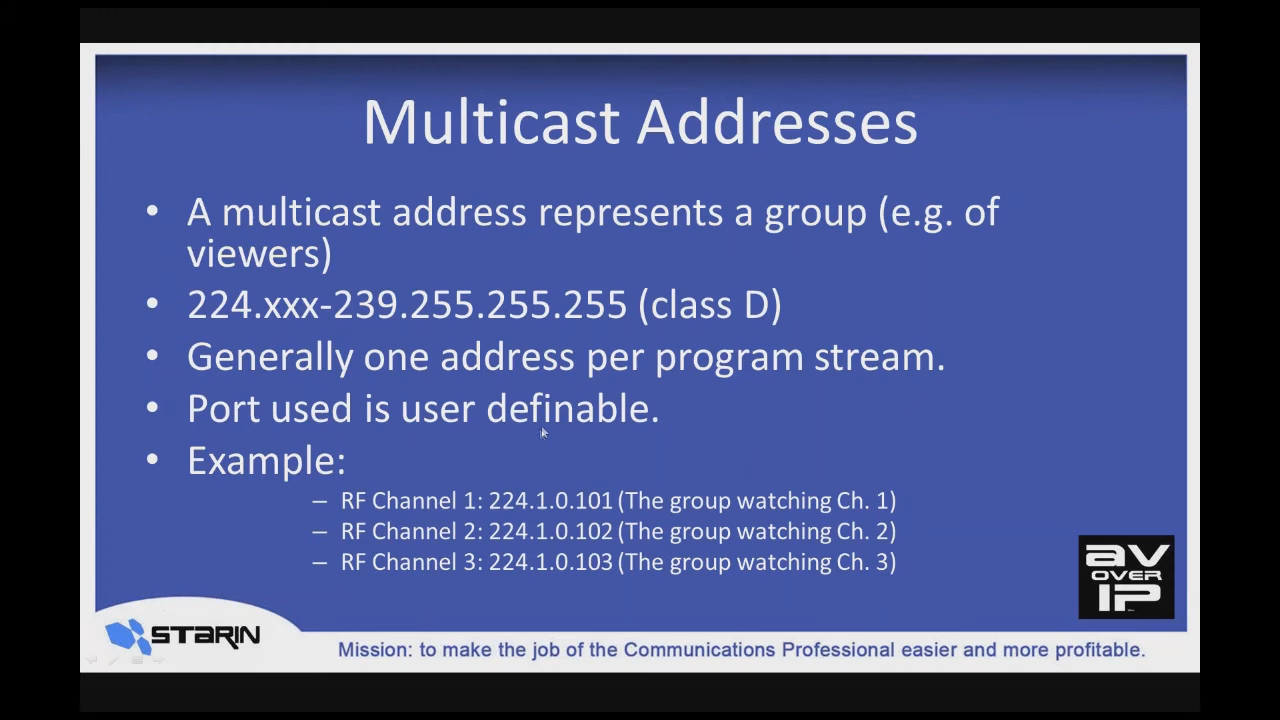 Multicast Addresses
• A multicast address represents a group (e.g. of
viewers)
• 224.xxx-239.255.255.255 (class D)
• Generally one address per program stream.
• Port used is user definable.
• Example:
– RF Channel 1: 224.1.0.101 (The group watching Ch. 1)
– RF Channel 2: 224.1.0.102 (The group watching Ch. 2)
– RF Channel 3: 224.1.0.103 (The group watching Ch. 3)
av
OVER
IP
STARIN
Mission: to make the job of the Communications Professional easier and more profitable.